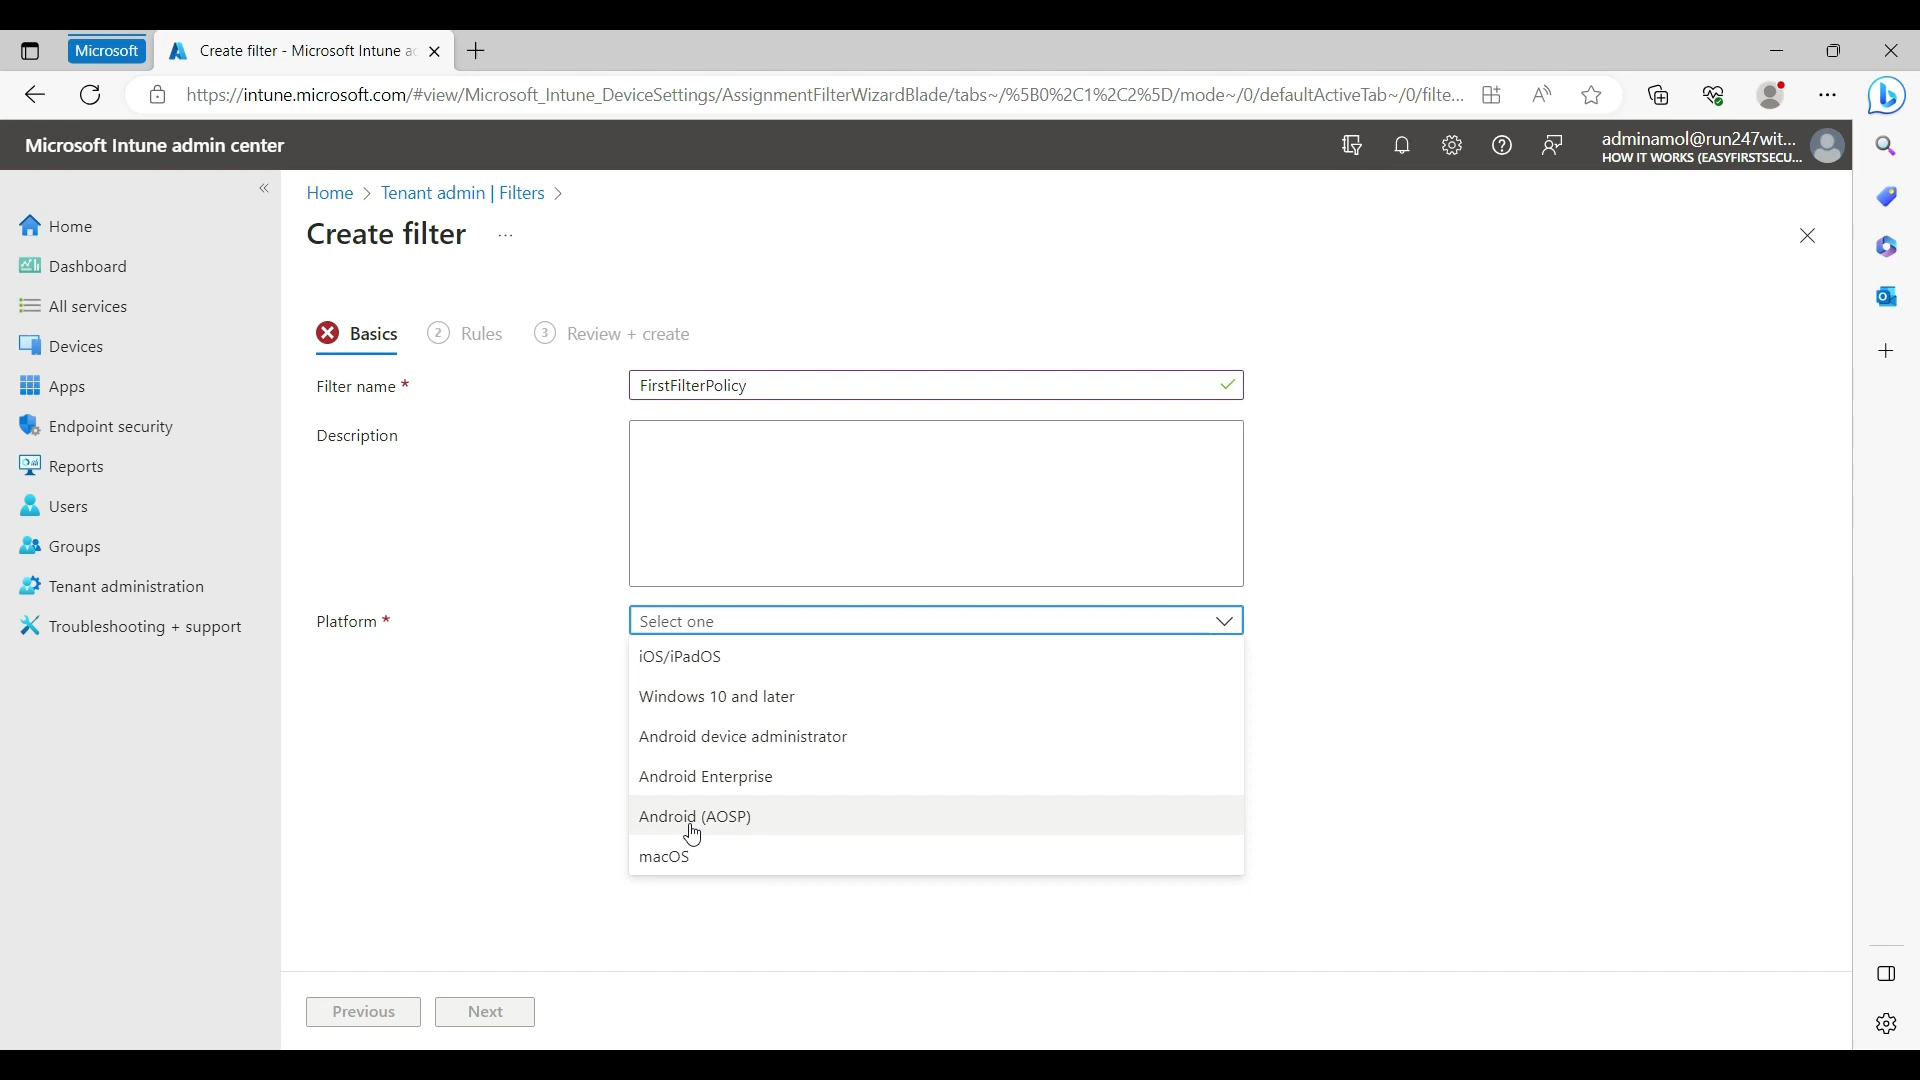 Microsoft
Create filter - Microsoft Intune ac
https://intune.microsoft.com/#view/Microsoft_Intune_DeviceSettings/AssignmentFilterWizardBlade/tabs~/%5B0%2C1%2C2%5D/mode~/0/defaultActiveTab~/0/filte...
Microsoft Intune admin center
adminamol@run247wit...
HOW IT WORKS (EASYFIRSTSECU...
Home
Dashboard
All services
Devices
Apps
Endpoint security
Reports
Users
Groups
Tenant administration
Troubleshooting + support
Home > Tenant admin | Filters >
Create filter ...
Basics 2 Rules 3 Review + create
Filter name * FirstFilterPolicy
Description
Platform * Select one
iOS/iPadOS
Windows 10 and later
Android device administrator
Android Enterprise
Android (AOSP)
macOS
Previous Next